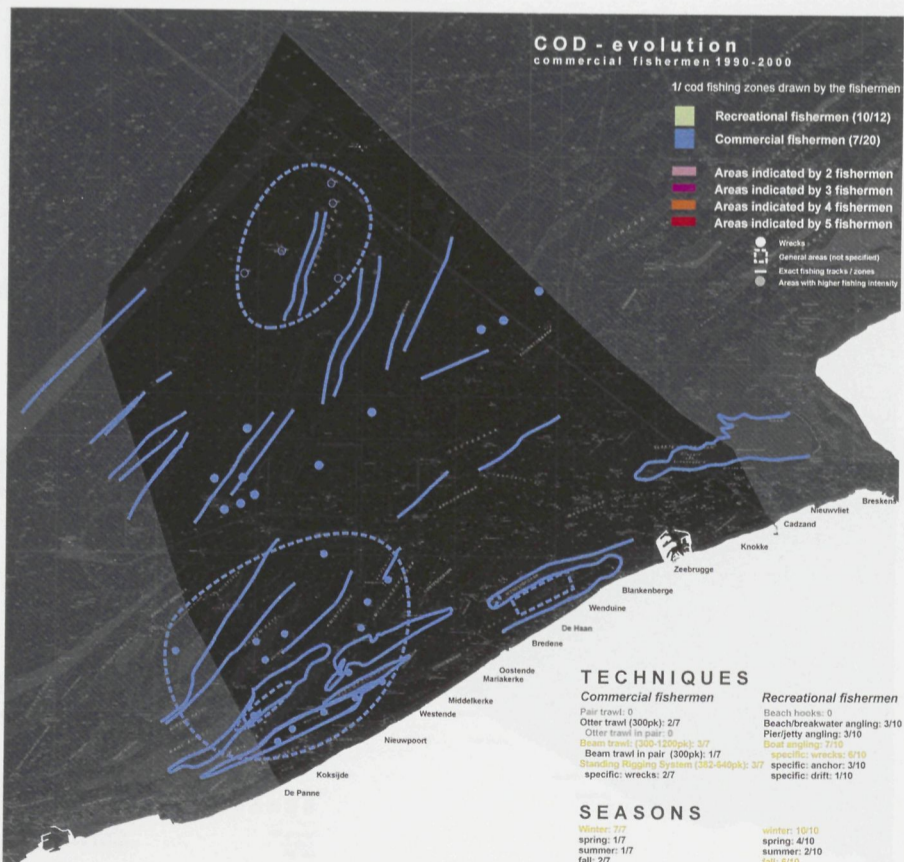 COD - evolution
commercial fishermen 1990-2000
1/ cod fishing zones drawn by the fishermen
Recreational fishermen (10/12)
Commercial fishermen (7/20)
Areas indicated by 2 fishermen
Areas indicated by 3 fishermen
Areas indicated by 4 fishermen
Areas indicated by 5 fishermen
Wrecks
General areas (not specified)
Exact fishing tracks / zones
Areas with higher fishing intensity
Breskens
Nieuwvliet
Cadzand
Knokke
Zeebrugge
Blankenberge
Wenduine
De Haan
Bredene
Oostende
Mariakerke
Middelkerke
Westende
Nieuwpoort
Koksijde
De Panne
TECHNIQUES
Commercial fishermen
Pair trawl: 0
Otter trawl (300pk): 2/7
Otter trawl in pair: 0
Beam trawl: (300-1200pk): 3/7
Beam trawl in pair (300pk): 1/7
Standing Rigging System (382-640pk): 3/7
specific: wrecks: 2/7
Recreational fishermen
Beach hooks: 0
Beach/breakwater angling: 3/10
Pier/jetty angling: 3/10
Boat angling: 7/10
specific: wrecks: 6/10
specific: anchor: 3/10
specific: drift: 1/10
SEASONS
Winter: 7/7
spring: 1/7
summer: 1/7
fall: 2/7
winter: 10/10
spring: 4/10
summer: 2/10
fall: 6/10